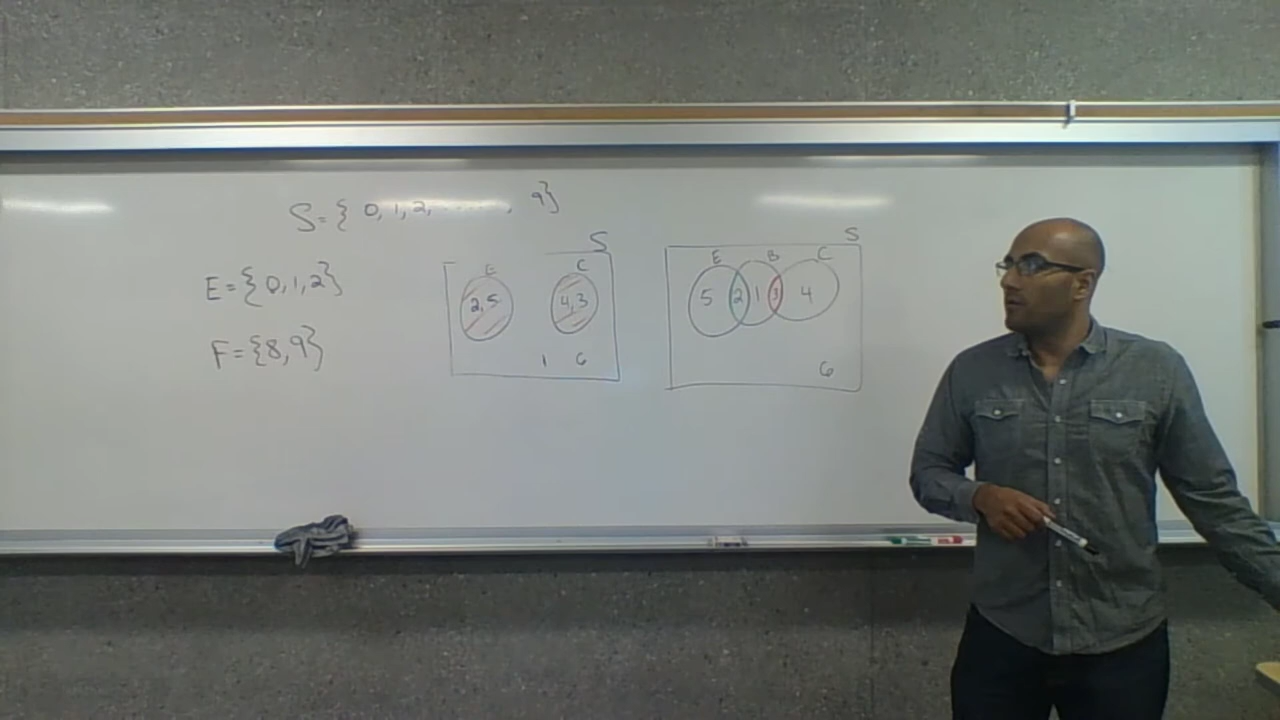 S={0,1,2,......., 9}
E={0,1,2}
F={8,9}
S
E C
2,5 4,3
1 6
S
E B C
5 2 1 3 4
6